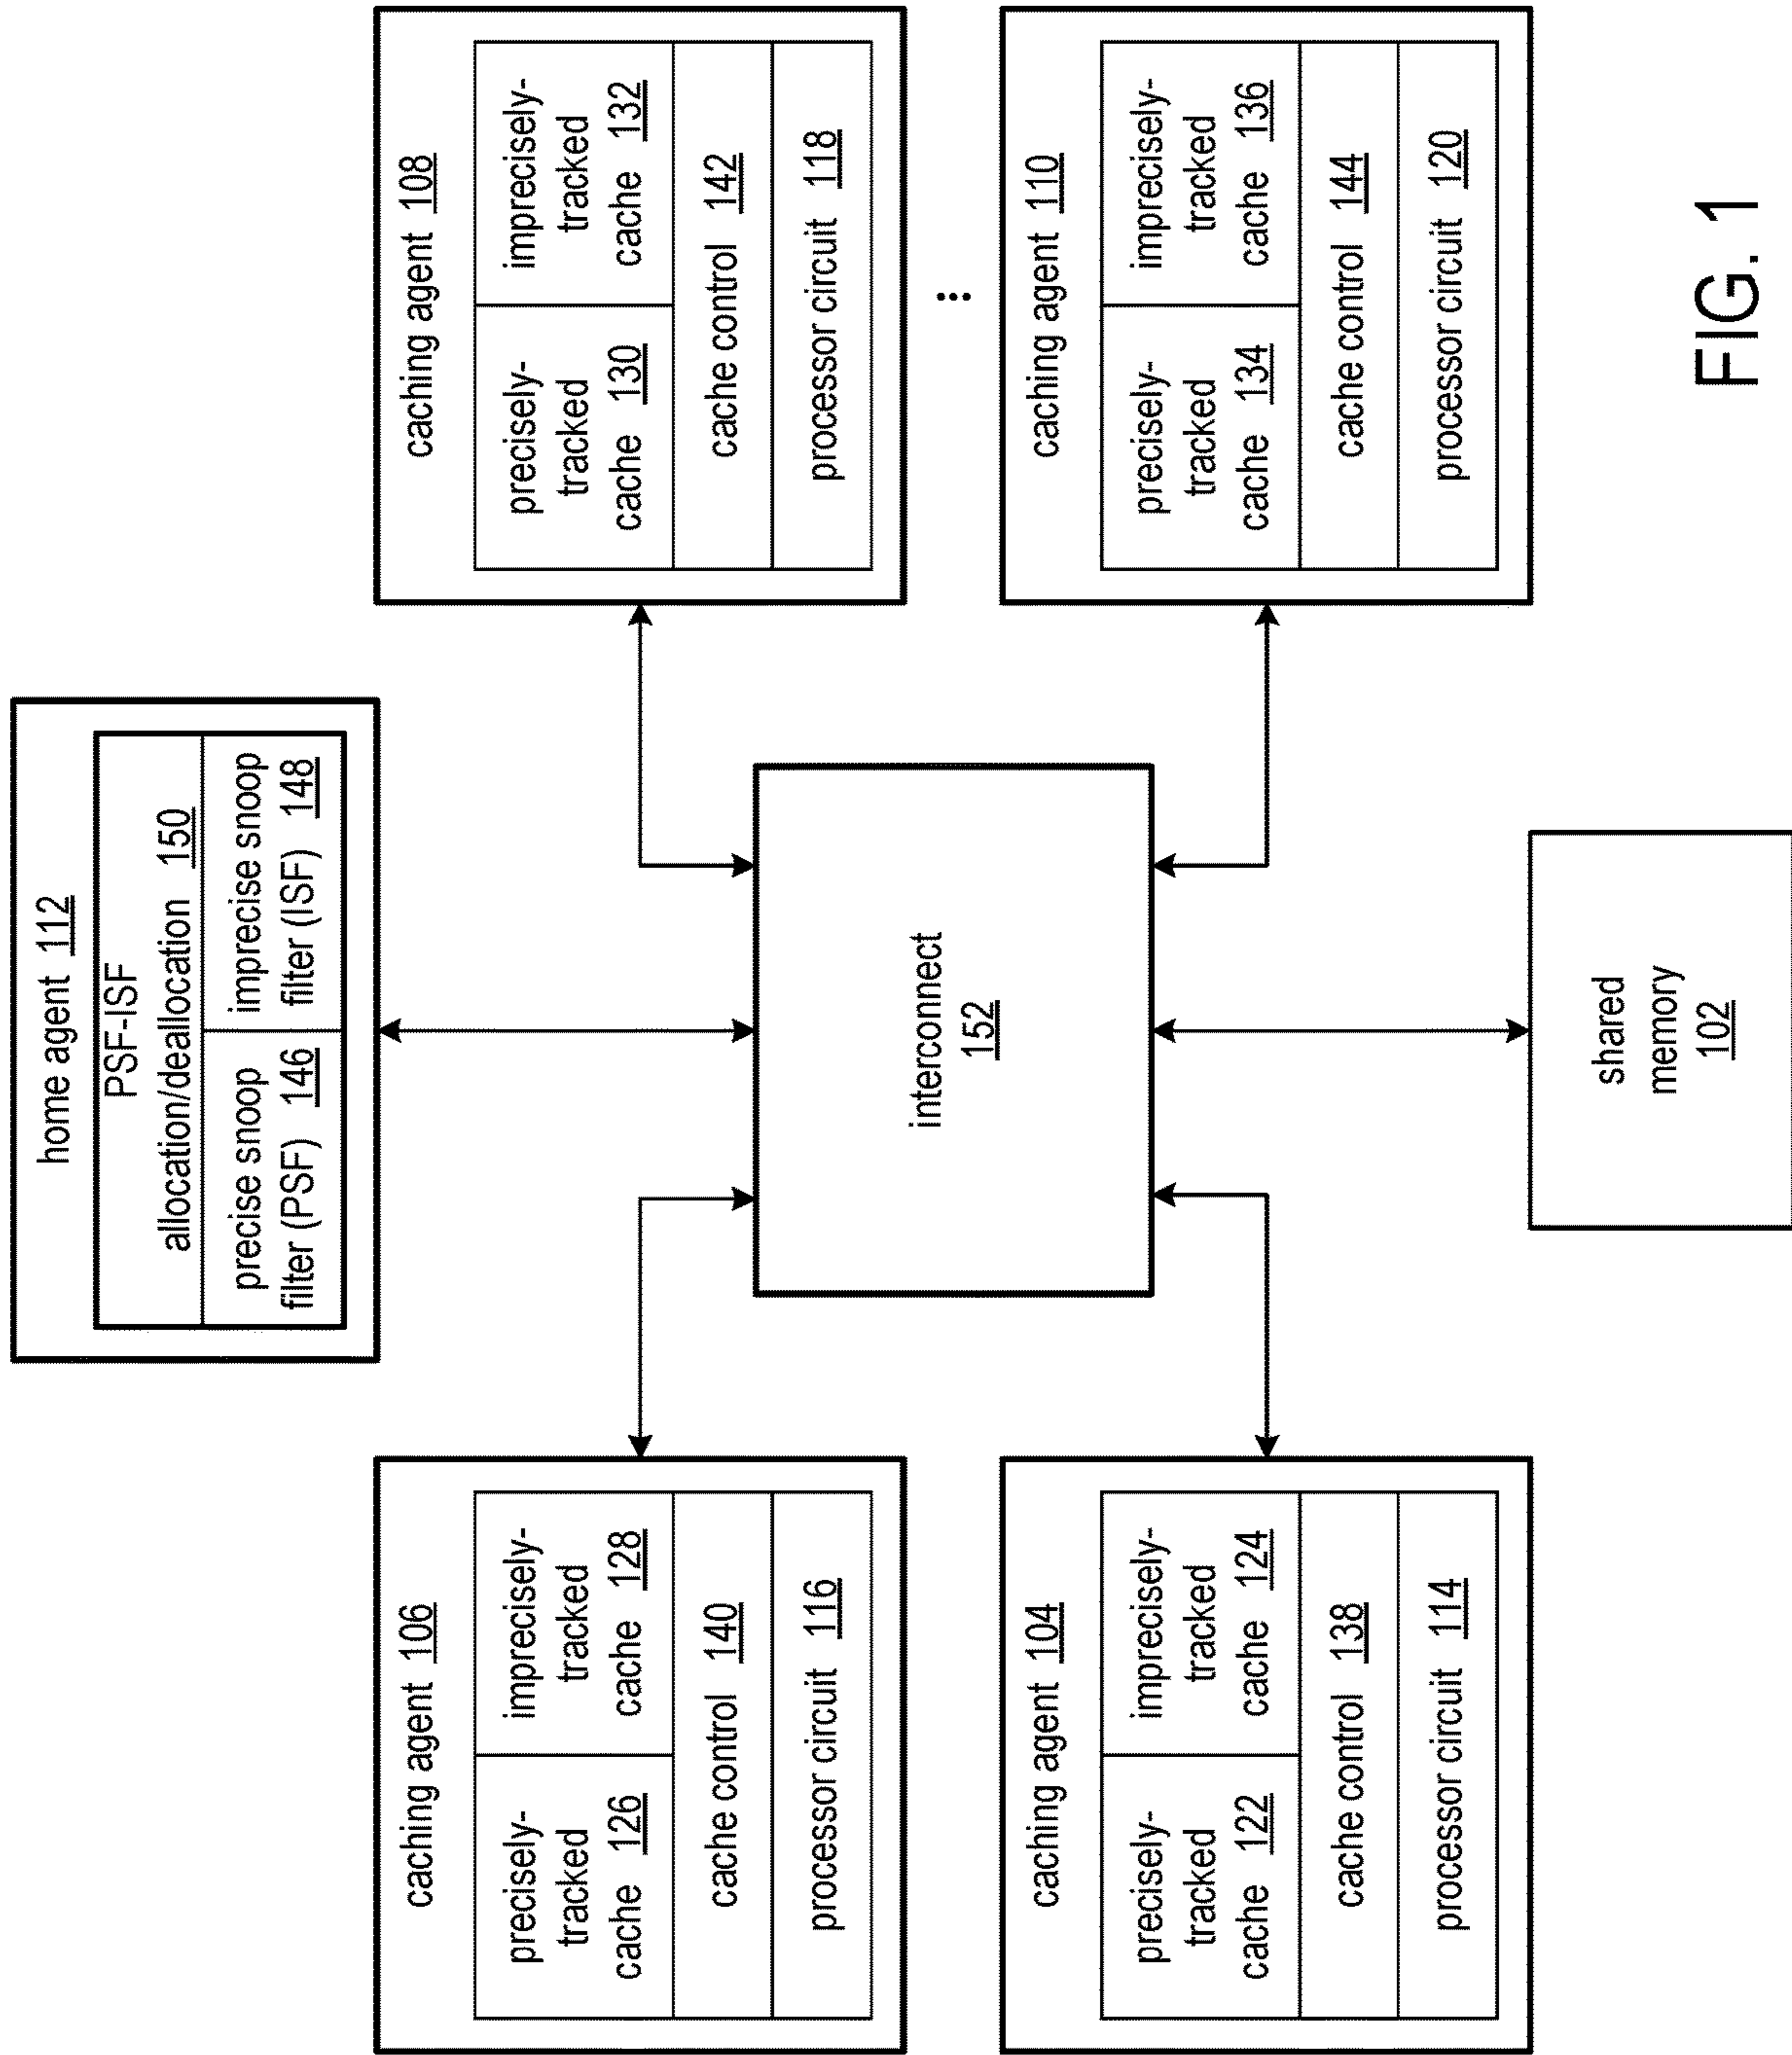 home agent 112
PSF-ISF
allocation/deallocation 150
precise snoop
filter (PSF) 146
imprecise snoop
filter (ISF) 148
caching agent 106
precisely-
tracked
cache 126
imprecisely-
tracked
cache 128
cache control 140
processor circuit 116
caching agent 108
precisely-
tracked
cache 130
imprecisely-
tracked
cache 132
cache control 142
processor circuit 118
interconnect
152
...
caching agent 104
precisely-
tracked
cache 122
imprecisely-
tracked
cache 124
cache control 138
processor circuit 114
caching agent 110
precisely-
tracked
cache 134
imprecisely-
tracked
cache 136
cache control 144
processor circuit 120
shared
memory
102
FIG. 1